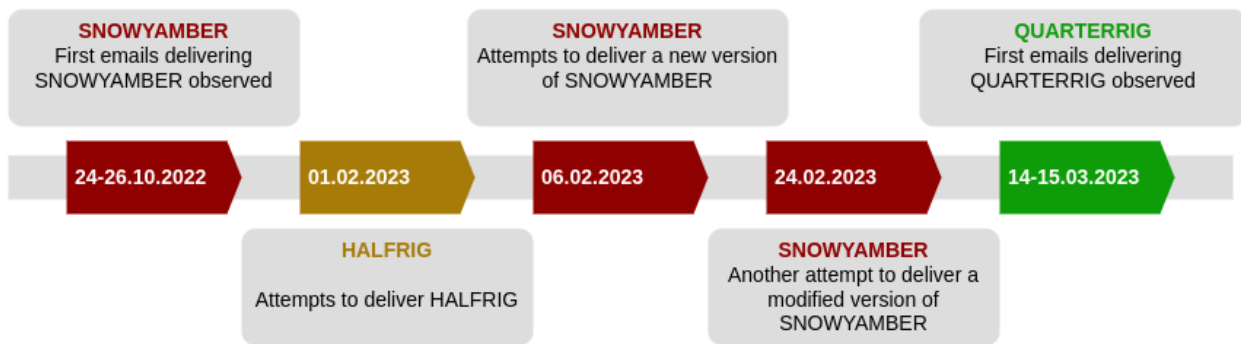 SNOWYAMBER
First emails delivering
SNOWYAMBER observed
SNOWYAMBER
Attempts to deliver a new version
of SNOWYAMBER
QUARTERRIG
First emails delivering
QUARTERRIG observed
24-26.10.2022
01.02.2023
06.02.2023
24.02.2023
14-15.03.2023
HALFRIG
Attempts to deliver HALFRIG
SNOWYAMBER
Another attempt to deliver a
modified version of
SNOWYAMBER